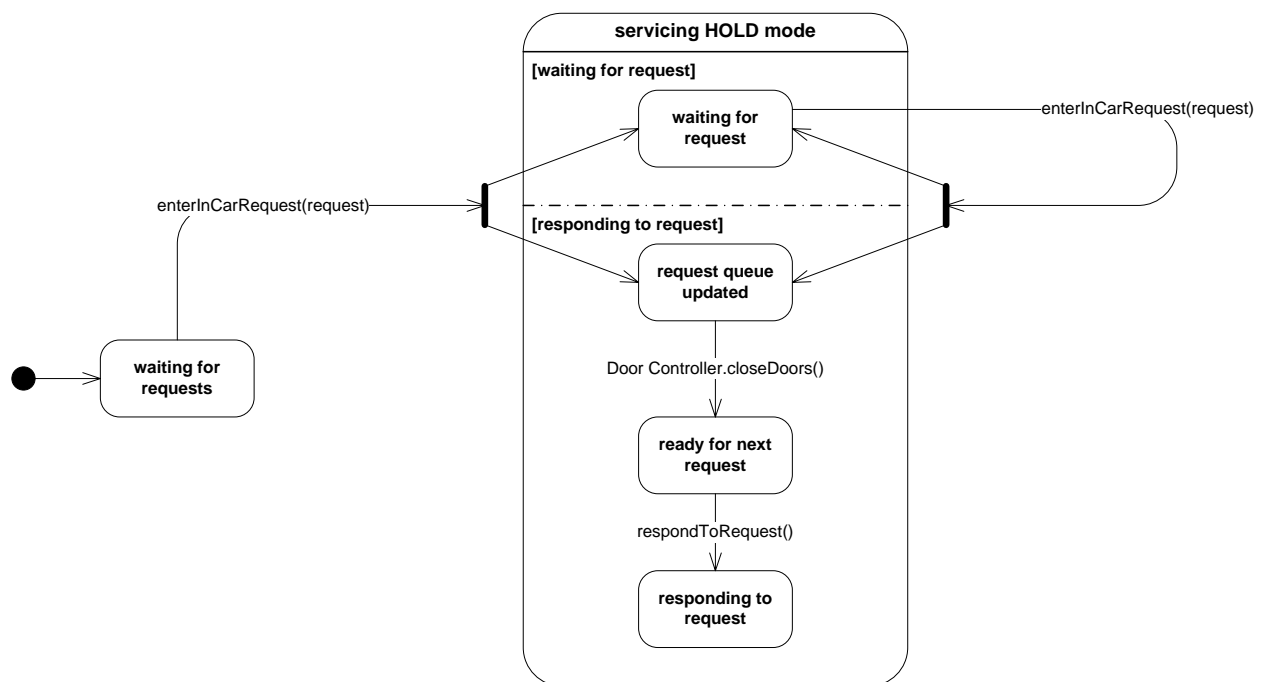 servicing HOLD mode
[waiting for request]
waiting for
request
enterInCarRequest(request)
enterInCarRequest(request)
[responding to request]
request queue
updated
waiting for
requests
Door Controller.closeDoors()
ready for next
request
respondToRequest()
responding to
request